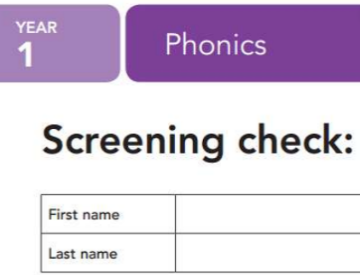 YEAR
1
Phonics
Screening check:
First name
Last name